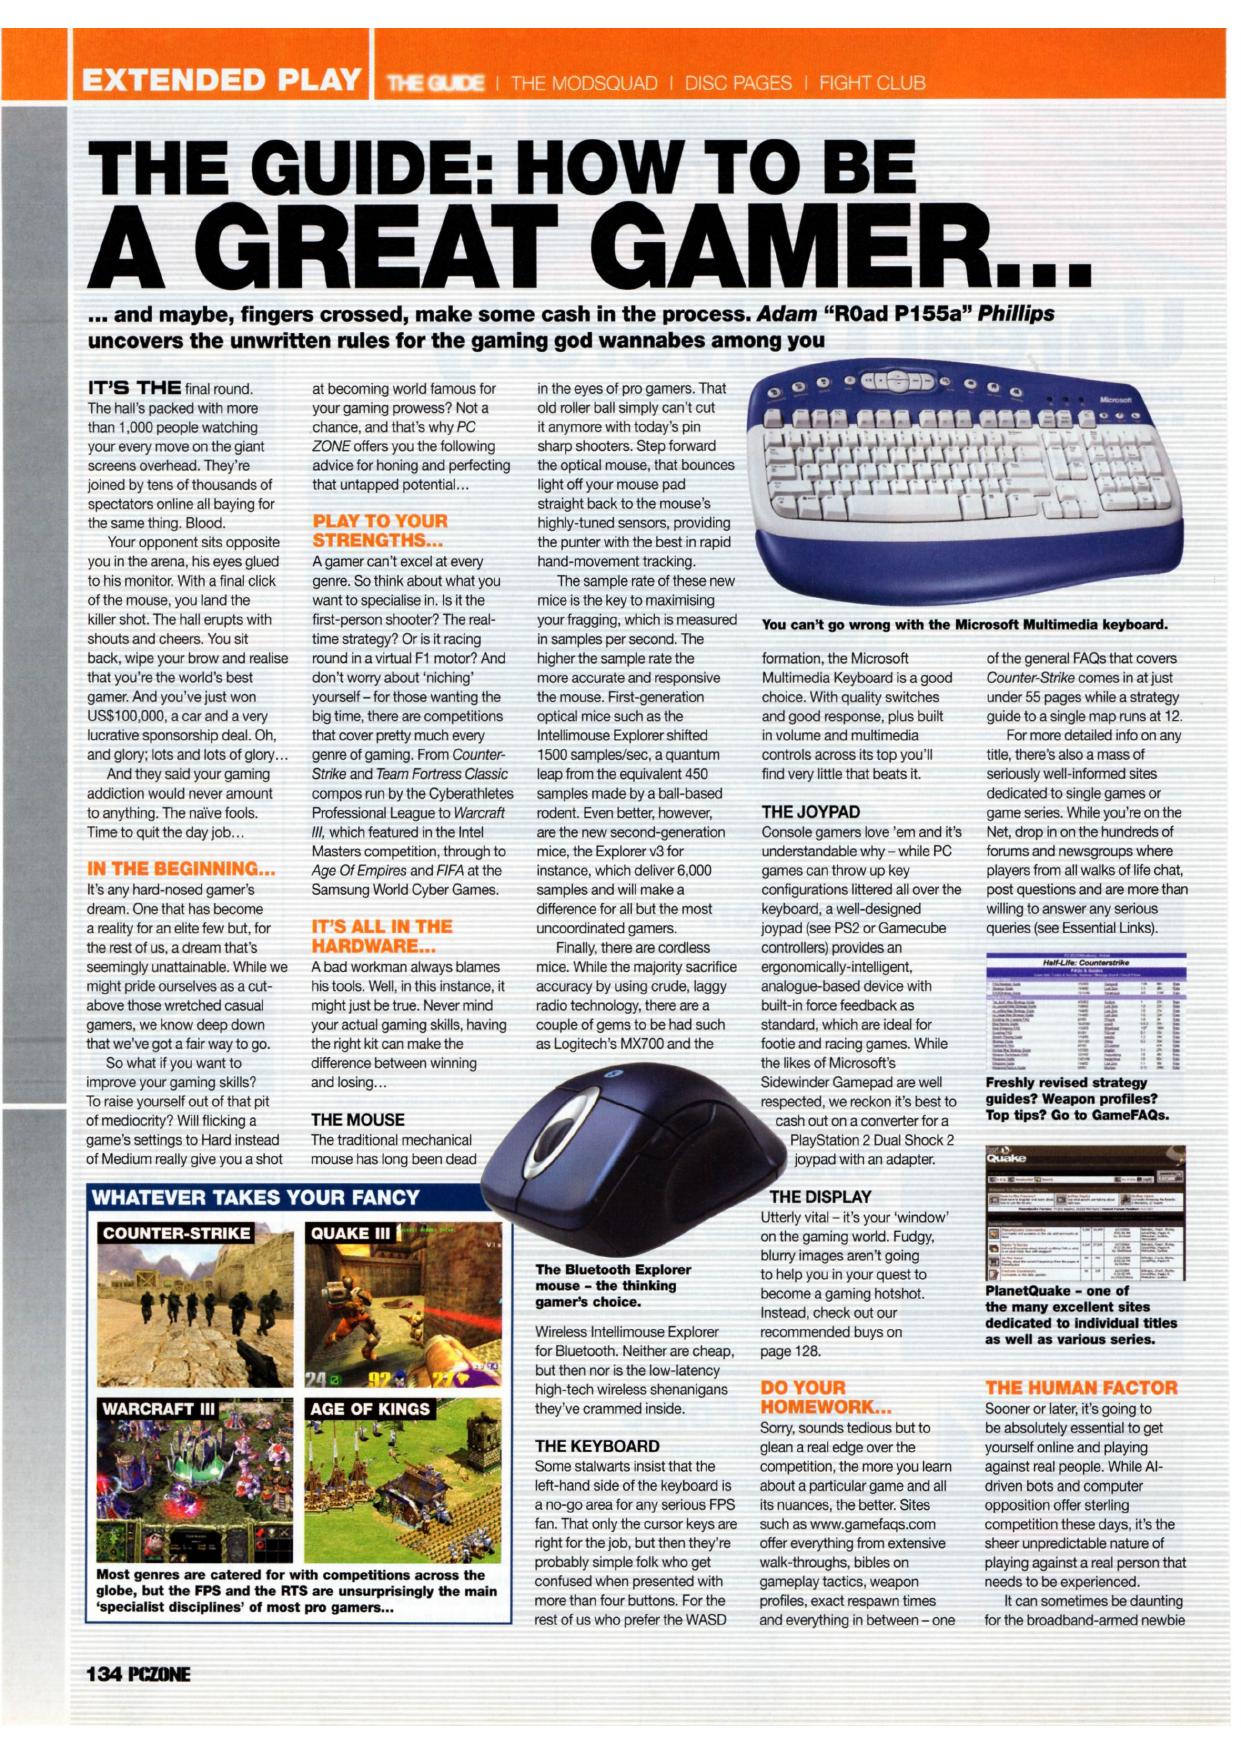 EXTENDED PLAY
THE GUIDE | THE MODSQUAD | DISC PAGES | FIGHT CLUB
THE GUIDE: HOW TO BE
A GREAT GAMER...
... and maybe, fingers crossed, make some cash in the process. Adam “R0ad P155a” Phillips
uncovers the unwritten rules for the gaming god wannabes among you
IT'S THE final round.
The hall's packed with more
than 1,000 people watching
your every move on the giant
screens overhead. They're
joined by tens of thousands of
spectators online all baying for
the same thing. Blood.
Your opponent sits opposite
you in the arena, his eyes glued
to his monitor. With a final click
of the mouse, you land the
killer shot. The hall erupts with
shouts and cheers. You sit
back, wipe your brow and realise
that you're the world's best
gamer. And you've just won
US$100,000, a car and a very
lucrative sponsorship deal. Oh,
and glory; lots and lots of glory...
And they said your gaming
addiction would never amount
to anything. The naïve fools.
Time to quit the day job...
IN THE BEGINNING...
It's any hard-nosed gamer's
dream. One that has become
a reality for an elite few but, for
the rest of us, a dream that's
seemingly unattainable. While we
might pride ourselves as a cut-
above those wretched casual
gamers, we know deep down
that we've got a fair way to go.
So what if you want to
improve your gaming skills?
To raise yourself out of that pit
of mediocrity? Will flicking a
game's settings to Hard instead
of Medium really give you a shot
at becoming world famous for
your gaming prowess? Not a
chance, and that's why PC
ZONE offers you the following
advice for honing and perfecting
that untapped potential...
PLAY TO YOUR
STRENGTHS...
A gamer can't excel at every
genre. So think about what you
want to specialise in. Is it the
first-person shooter? The real-
time strategy? Or is it racing
round in a virtual F1 motor? And
don't worry about 'niching'
yourself – for those wanting the
big time, there are competitions
that cover pretty much every
genre of gaming. From Counter-
Strike and Team Fortress Classic
compos run by the Cyberathletes
Professional League to Warcraft
III, which featured in the Intel
Masters competition, through to
Age Of Empires and FIFA at the
Samsung World Cyber Games.
IT'S ALL IN THE
HARDWARE...
A bad workman always blames
his tools. Well, in this instance, it
might just be true. Never mind
your actual gaming skills, having
the right kit can make the
difference between winning
and losing...
THE MOUSE
The traditional mechanical
mouse has long been dead
in the eyes of pro gamers. That
old roller ball simply can't cut
it anymore with today's pin
sharp shooters. Step forward
the optical mouse, that bounces
light off your mouse pad
straight back to the mouse's
highly-tuned sensors, providing
the punter with the best in rapid
hand-movement tracking.
The sample rate of these new
mice is the key to maximising
your fragging, which is measured
in samples per second. The
higher the sample rate the
more accurate and responsive
the mouse. First-generation
optical mice such as the
Intellimouse Explorer shifted
1500 samples/sec, a quantum
leap from the equivalent 450
samples made by a ball-based
rodent. Even better, however,
are the new second-generation
mice, the Explorer v3 for
instance, which deliver 6,000
samples and will make a
difference for all but the most
uncoordinated gamers.
Finally, there are cordless
mice. While the majority sacrifice
accuracy by using crude, laggy
radio technology, there are a
couple of gems to be had such
as Logitech's MX700 and the
The Bluetooth Explorer
mouse – the thinking
gamer's choice.
Wireless Intellimouse Explorer
for Bluetooth. Neither are cheap,
but then nor is the low-latency
high-tech wireless shenanigans
they've crammed inside.
THE KEYBOARD
Some stalwarts insist that the
left-hand side of the keyboard is
a no-go area for any serious FPS
fan. That only the cursor keys are
right for the job, but then they're
probably simple folk who get
confused when presented with
more than four buttons. For the
rest of us who prefer the WASD
Microsoft
You can't go wrong with the Microsoft Multimedia keyboard.
formation, the Microsoft
Multimedia Keyboard is a good
choice. With quality switches
and good response, plus built
in volume and multimedia
controls across its top you'll
find very little that beats it.
THE JOYPAD
Console gamers love 'em and it's
understandable why – while PC
games can throw up key
configurations littered all over the
keyboard, a well-designed
joypad (see PS2 or Gamecube
controllers) provides an
ergonomically-intelligent,
analogue-based device with
built-in force feedback as
standard, which are ideal for
footie and racing games. While
the likes of Microsoft's
Sidewinder Gamepad are well
respected, we reckon it's best to
cash out on a converter for a
PlayStation 2 Dual Shock 2
joypad with an adapter.
THE DISPLAY
Utterly vital – it's your 'window'
on the gaming world. Fudgy,
blurry images aren't going
to help you in your quest to
become a gaming hotshot.
Instead, check out our
recommended buys on
page 128.
DO YOUR
HOMEWORK...
Sorry, sounds tedious but to
glean a real edge over the
competition, the more you learn
about a particular game and all
its nuances, the better. Sites
such as www.gamefaqs.com
offer everything from extensive
walk-throughs, bibles on
gameplay tactics, weapon
profiles, exact respawn times
and everything in between – one
of the general FAQs that covers
Counter-Strike comes in at just
under 55 pages while a strategy
guide to a single map runs at 12.
For more detailed info on any
title, there's also a mass of
seriously well-informed sites
dedicated to single games or
game series. While you're on the
Net, drop in on the hundreds of
forums and newsgroups where
players from all walks of life chat,
post questions and are more than
willing to answer any serious
queries (see Essential Links).
Half-Life: Counterstrike
FAQs & Guides
Freshly revised strategy
guides? Weapon profiles?
Top tips? Go to GameFAQs.
Quake
PlanetQuake – one of
the many excellent sites
dedicated to individual titles
as well as various series.
THE HUMAN FACTOR
Sooner or later, it's going to
be absolutely essential to get
yourself online and playing
against real people. While AI-
driven bots and computer
opposition offer sterling
competition these days, it's the
sheer unpredictable nature of
playing against a real person that
needs to be experienced.
It can sometimes be daunting
for the broadband-armed newbie
WHATEVER TAKES YOUR FANCY
COUNTER-STRIKE
QUAKE III
24
92
27
WARCRAFT III
AGE OF KINGS
Most genres are catered for with competitions across the
globe, but the FPS and the RTS are unsurprisingly the main
'specialist disciplines' of most pro gamers...
134 PCZONE